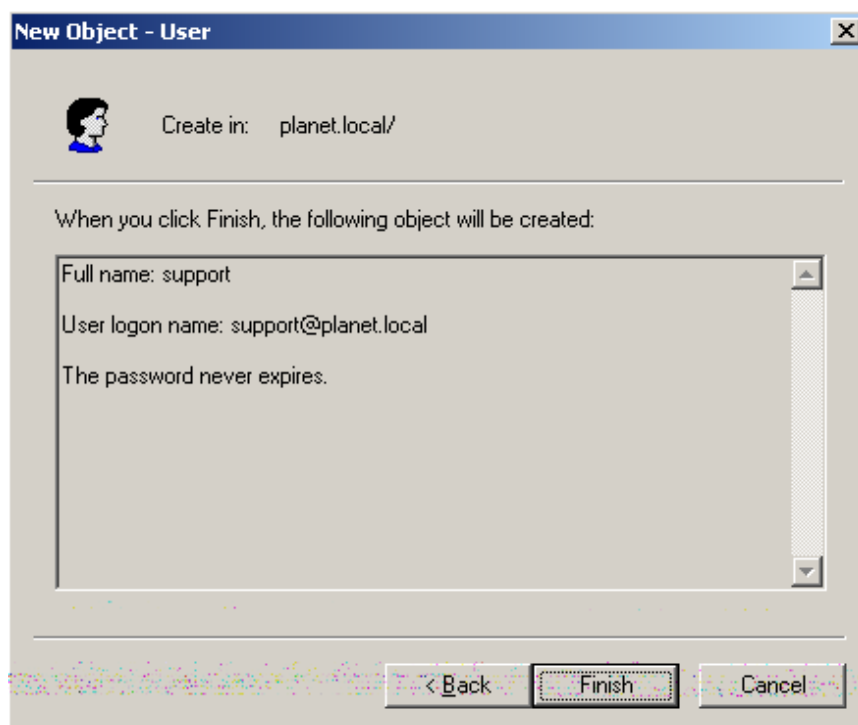 New Object - User
Create in: planet.local/
When you click Finish, the following object will be created:
Full name: support
User logon name: support@planet.local
The password never expires.
< Back
Finish
Cancel